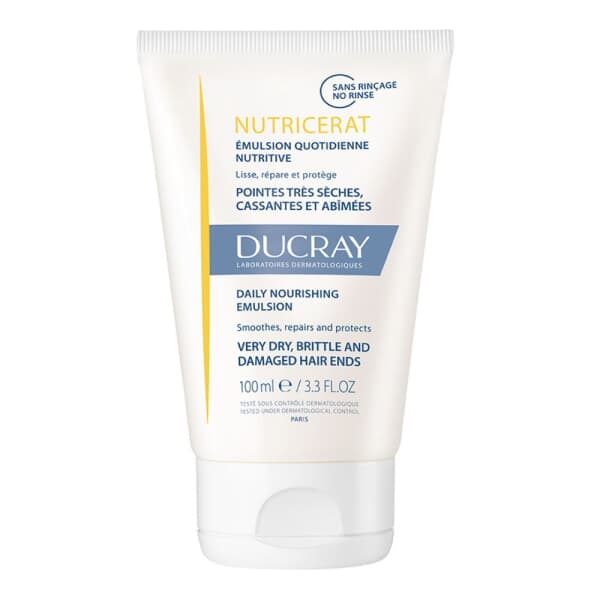 SANS RINÇAGE
NO RINSE
NUTRICERAT
ÉMULSION QUOTIDIENNE
NUTRITIVE
Lisse, répare et protège
POINTES TRÈS SÈCHES,
CASSANTES ET ABÎMÉES
DUCRAY
LABORATOIRES DERMATOLOGIQUES
DAILY NOURISHING
EMULSION
Smoothes, repairs and protects
VERY DRY, BRITTLE AND
DAMAGED HAIR ENDS
100 ml ℮ / 3.3 FL.OZ
TESTÉ SOUS CONTRÔLE DERMATOLOGIQUE
TESTED UNDER DERMATOLOGICAL CONTROL
PARIS